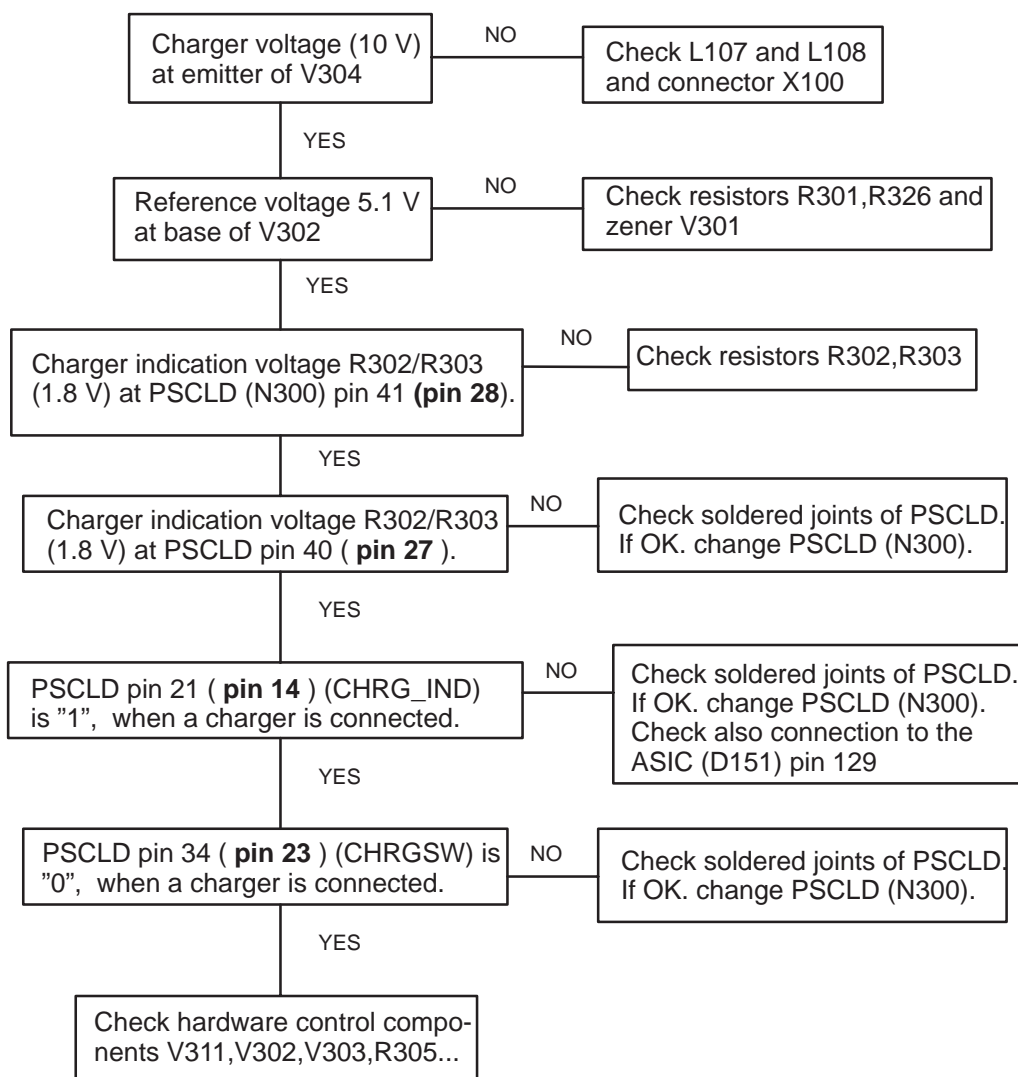 Charger voltage (10 V)
at emitter of V304
NO
Check L107 and L108
and connector X100
YES
Reference voltage 5.1 V
at base of V302
NO
Check resistors R301,R326 and
zener V301
YES
Charger indication voltage R302/R303
(1.8 V) at PSCLD (N300) pin 41 (pin 28).
NO
Check resistors R302,R303
YES
Charger indication voltage R302/R303
(1.8 V) at PSCLD pin 40 ( pin 27 ).
NO
Check soldered joints of PSCLD.
If OK. change PSCLD (N300).
YES
PSCLD pin 21 ( pin 14 ) (CHRG_IND)
is ”1”, when a charger is connected.
NO
Check soldered joints of PSCLD.
If OK. change PSCLD (N300).
Check also connection to the
ASIC (D151) pin 129
YES
PSCLD pin 34 ( pin 23 ) (CHRGSW) is
”0”, when a charger is connected.
NO
Check soldered joints of PSCLD.
If OK. change PSCLD (N300).
YES
Check hardware control compo-
nents V311,V302,V303,R305...